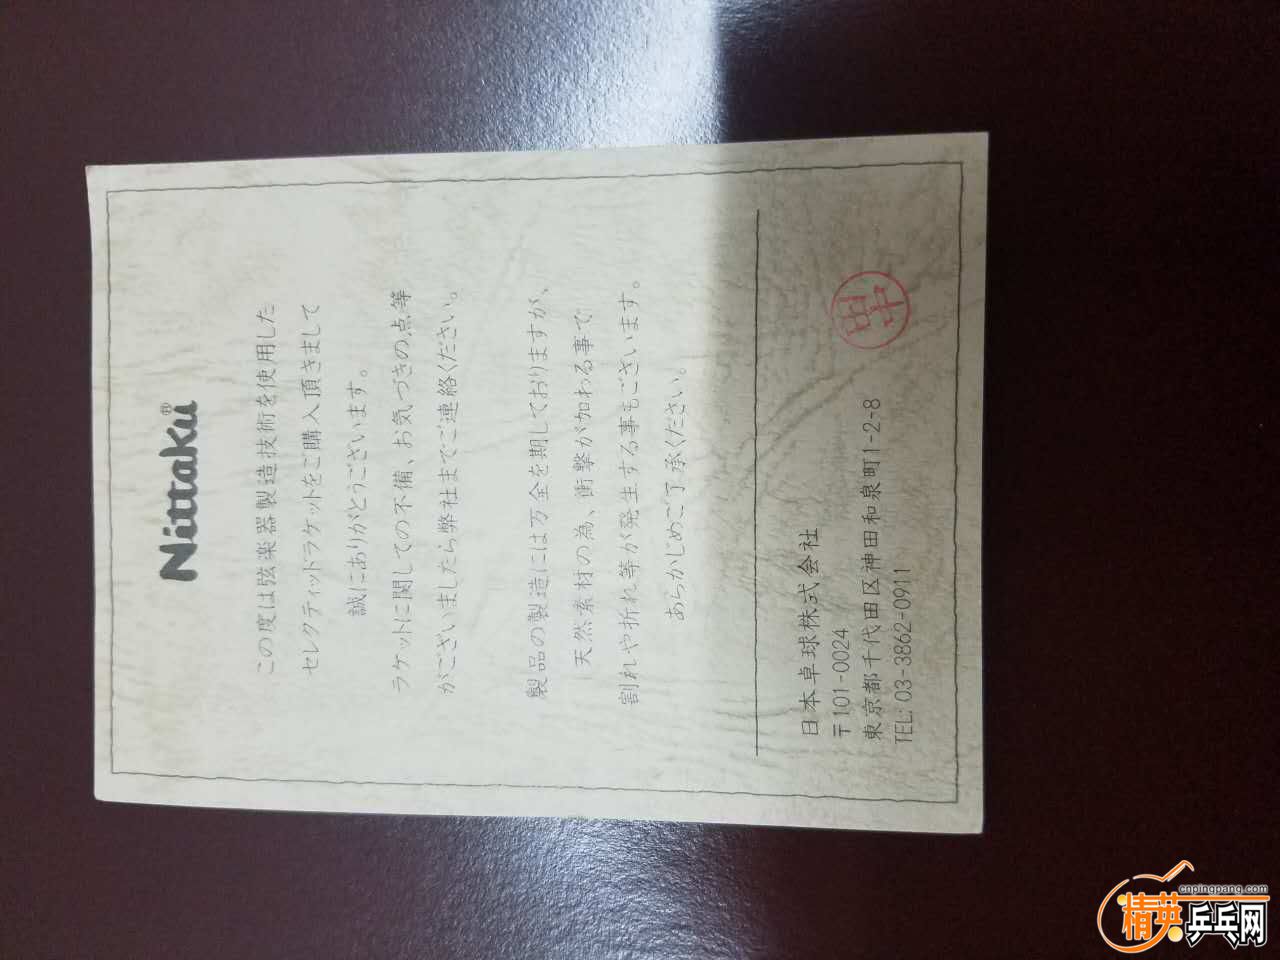 Nittaku®
この度は弦楽器製造技術を使用した
セレクティッドラケットをご購入頂きまして
誠にありがとうございます。
ラケットに関しての不備、お気づきの点等
がございましたら弊社までご連絡ください。
製品の製造には万全を期しておりますが、
天然素材の為、衝撃が加わる事で
割れや折れ等が発生する事もございます。
あらかじめご了承ください。
日本卓球株式会社
〒101-0024
東京都千代田区神田和泉町1-2-8
TEL: 03-3862-0911
cnpingpang.com
精英乒乓网